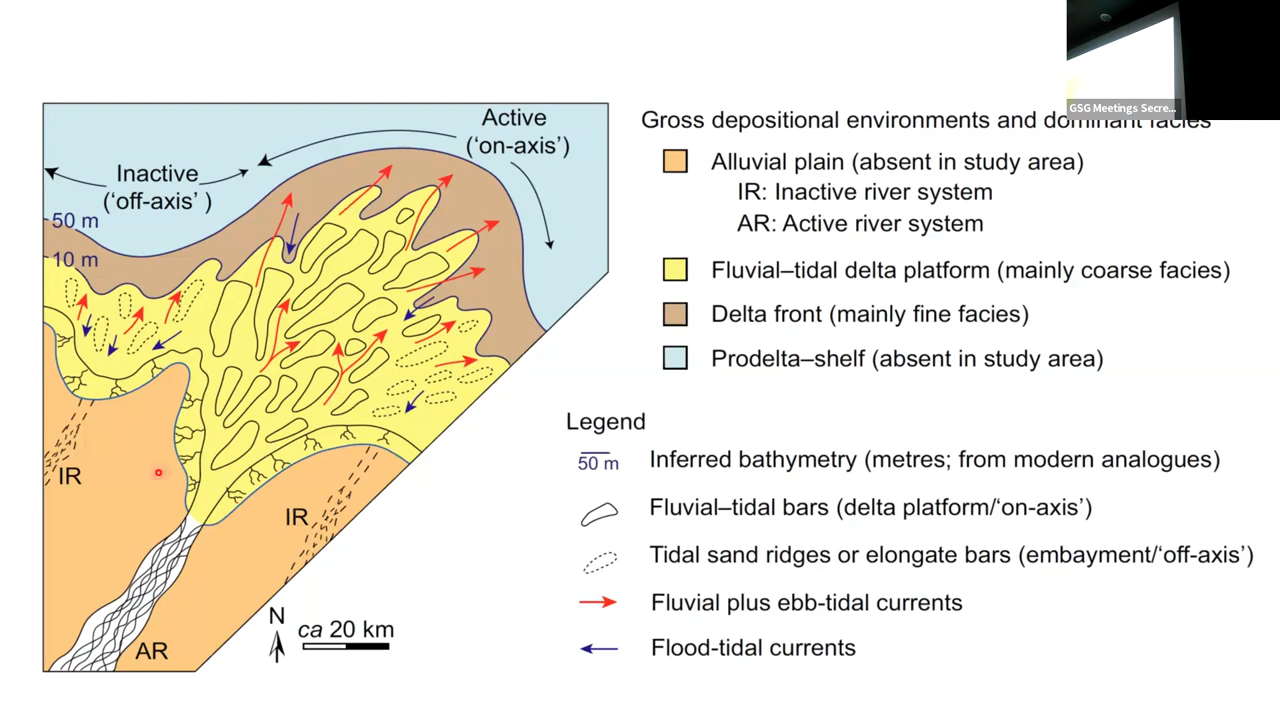 GSG Meetings Secre...
Active
('on-axis')
Inactive
('off-axis' )
50 m
10 m
IR
IR
AR
N
ca 20 km
Gross depositional environments and dominant facies
Alluvial plain (absent in study area)
IR: Inactive river system
AR: Active river system
Fluvial–tidal delta platform (mainly coarse facies)
Delta front (mainly fine facies)
Prodelta–shelf (absent in study area)
Legend
50 m
Inferred bathymetry (metres; from modern analogues)
Fluvial–tidal bars (delta platform/'on-axis')
Tidal sand ridges or elongate bars (embayment/'off-axis')
Fluvial plus ebb-tidal currents
Flood-tidal currents